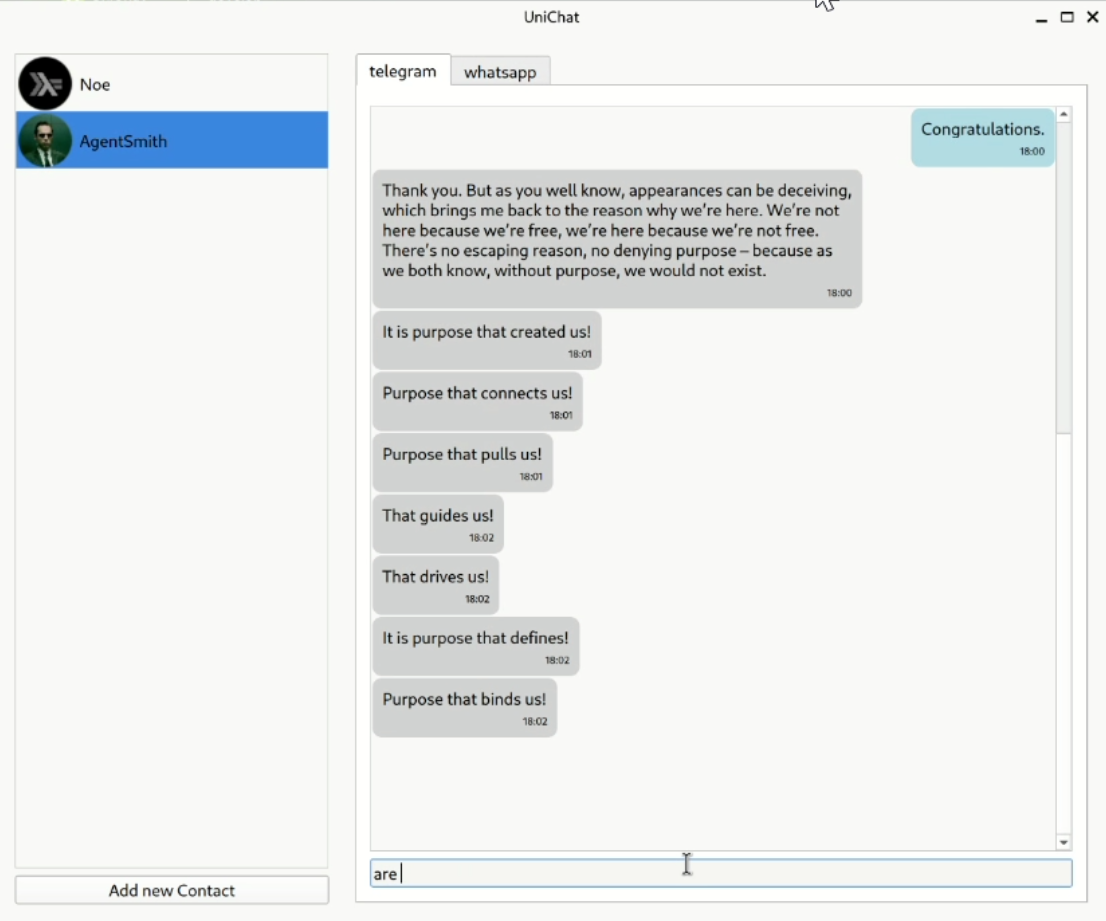 UniChat
Noe
AgentSmith
telegram
whatsapp
Congratulations.
18:00
Thank you. But as you well know, appearances can be deceiving,
which brings me back to the reason why we're here. We're not
here because we're free, we're here because we're not free.
There's no escaping reason, no denying purpose – because as
we both know, without purpose, we would not exist.
18:00
It is purpose that created us!
18:01
Purpose that connects us!
18:01
Purpose that pulls us!
18:01
That guides us!
18:02
That drives us!
18:02
It is purpose that defines!
18:02
Purpose that binds us!
18:02
are
Add new Contact